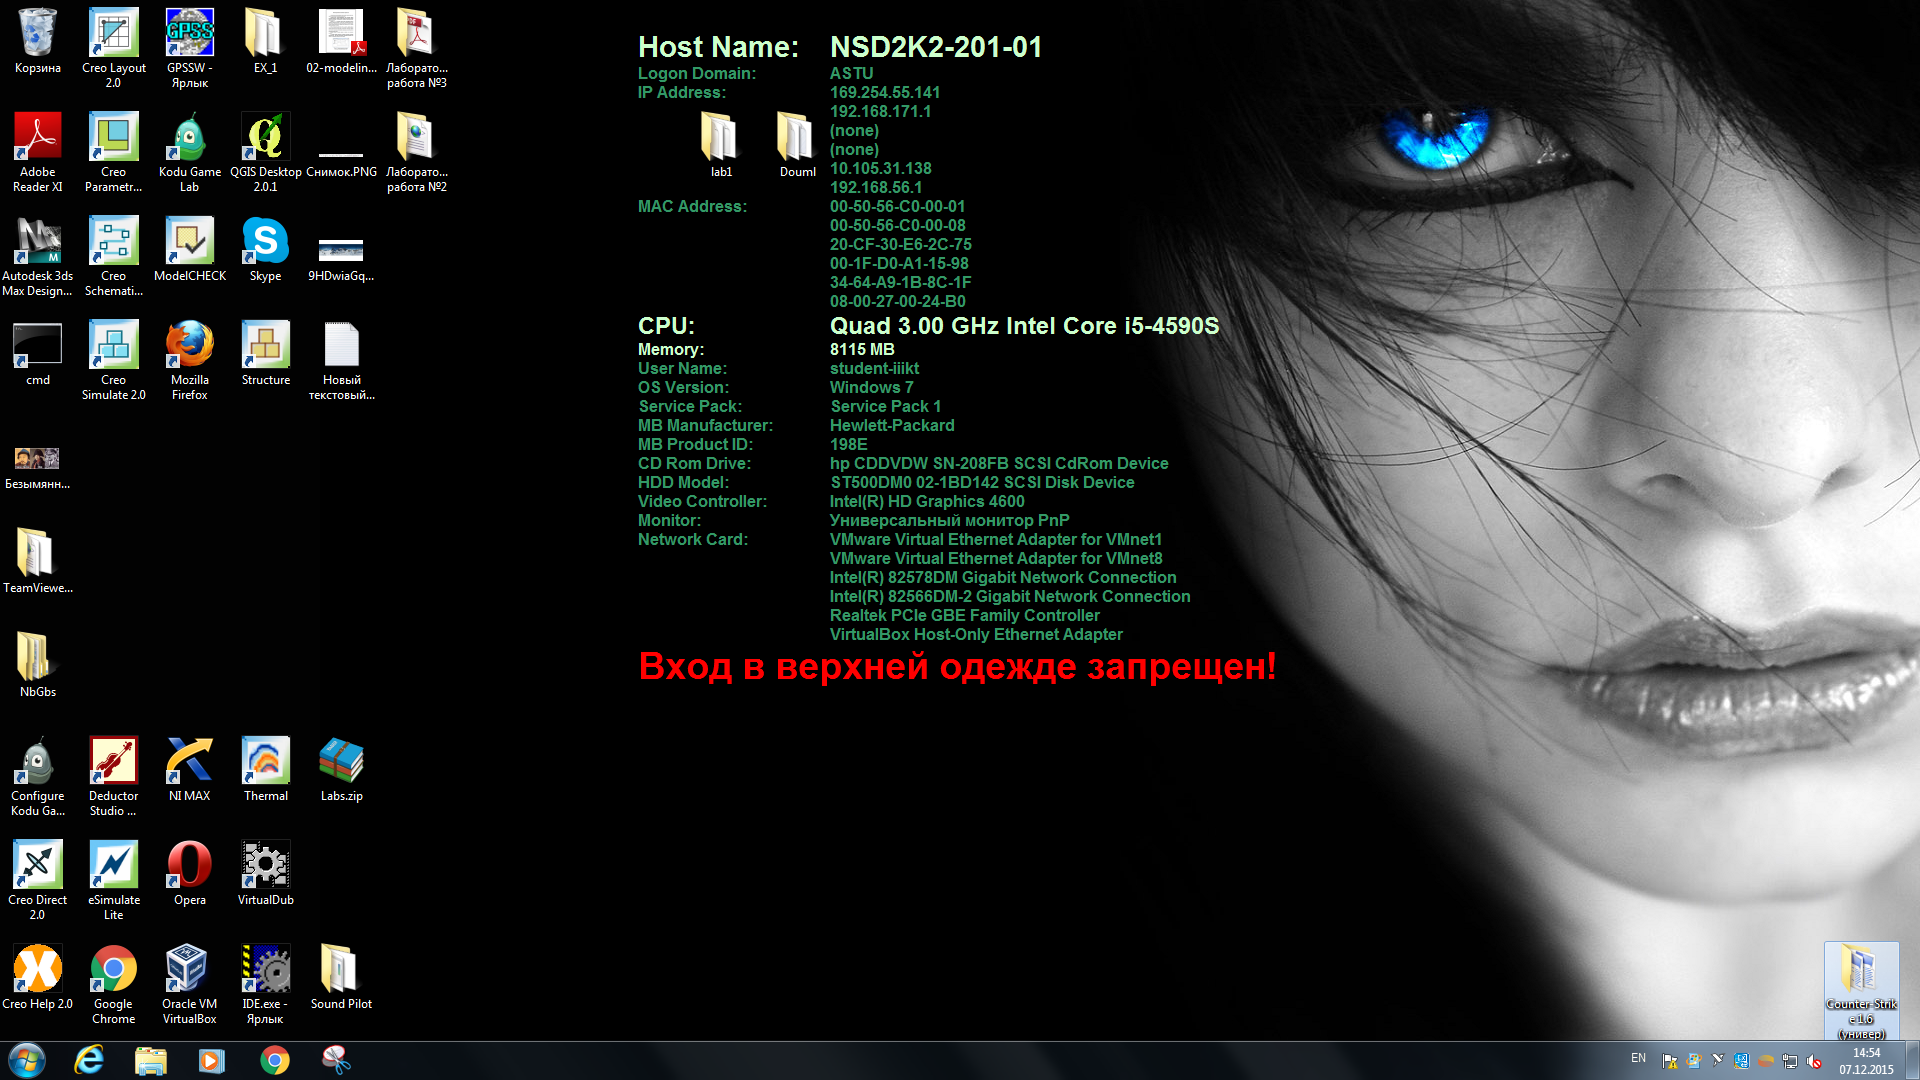 Корзина
Creo Layout
2.0
GPSSW -
Ярлык
EX_1
02-modelin...
Лаборато...
работа №3
Adobe
Reader XI
Creo
Parametr...
Kodu Game
Lab
QGIS Desktop
2.0.1
Снимок.PNG
Лаборато...
работа №2
Autodesk 3ds
Max Design...
Creo
Schemati...
ModelCHECK
Skype
9HDwiaGq...
cmd
Creo
Simulate 2.0
Mozilla
Firefox
Structure
Новый
текстовый...
Безымянн...
TeamViewe...
NbGbs
Configure
Kodu Ga...
Deductor
Studio ...
NI MAX
Thermal
Labs.zip
Creo Direct
2.0
eSimulate
Lite
Opera
VirtualDub
Creo Help 2.0
Google
Chrome
Oracle VM
VirtualBox
IDE.exe -
Ярлык
Sound Pilot
lab1
Douml
Host Name: NSD2K2-201-01
Logon Domain: ASTU
IP Address: 169.254.55.141
192.168.171.1
(none)
(none)
10.105.31.138
192.168.56.1
MAC Address: 00-50-56-C0-00-01
00-50-56-C0-00-08
20-CF-30-E6-2C-75
00-1F-D0-A1-15-98
34-64-A9-1B-8C-1F
08-00-27-00-24-B0
CPU: Quad 3.00 GHz Intel Core i5-4590S
Memory: 8115 MB
User Name: student-iiikt
OS Version: Windows 7
Service Pack: Service Pack 1
MB Manufacturer: Hewlett-Packard
MB Product ID: 198E
CD Rom Drive: hp CDDVDW SN-208FB SCSI CdRom Device
HDD Model: ST500DM0 02-1BD142 SCSI Disk Device
Video Controller: Intel(R) HD Graphics 4600
Monitor: Универсальный монитор PnP
Network Card: VMware Virtual Ethernet Adapter for VMnet1
VMware Virtual Ethernet Adapter for VMnet8
Intel(R) 82578DM Gigabit Network Connection
Intel(R) 82566DM-2 Gigabit Network Connection
Realtek PCIe GBE Family Controller
VirtualBox Host-Only Ethernet Adapter
Вход в верхней одежде запрещен!
Counter-Strik
e 1.6
(универ)
EN
14:54
07.12.2015